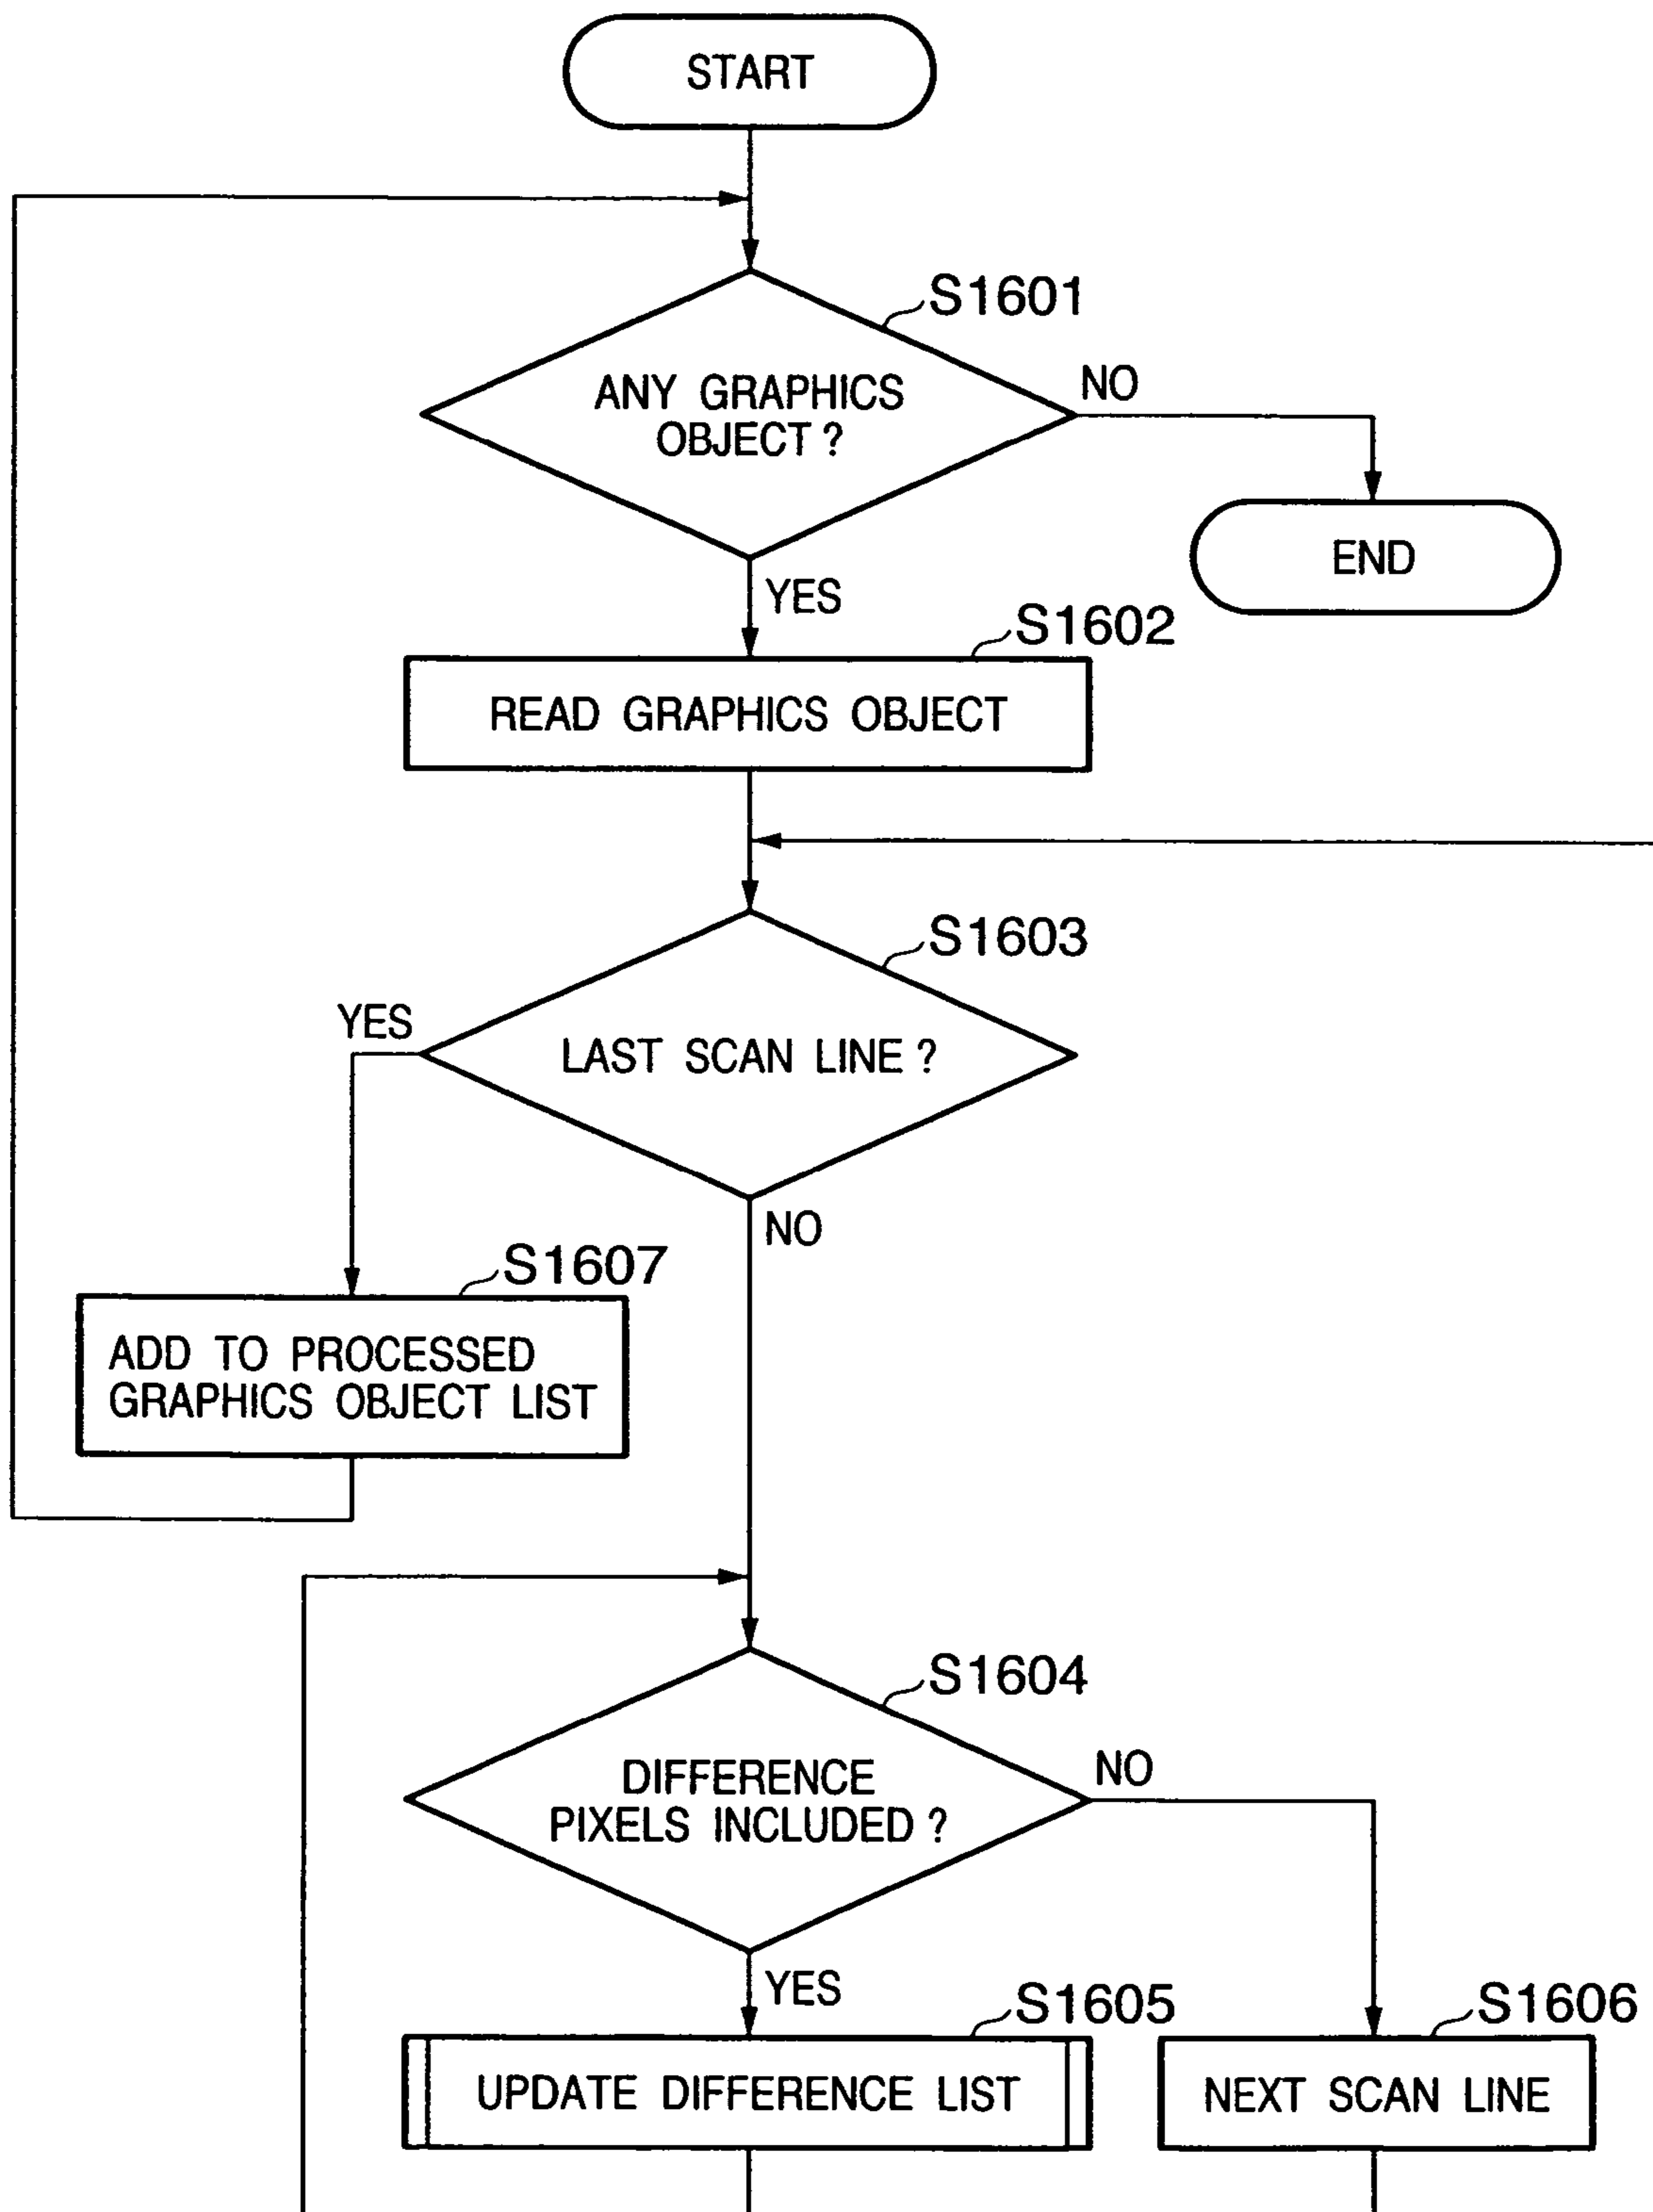 START
S1601
ANY GRAPHICS
OBJECT ?
NO
END
YES
S1602
READ GRAPHICS OBJECT
S1603
YES
LAST SCAN LINE ?
NO
S1607
ADD TO PROCESSED
GRAPHICS OBJECT LIST
S1604
DIFFERENCE
PIXELS INCLUDED ?
NO
YES
S1605
S1606
UPDATE DIFFERENCE LIST
NEXT SCAN LINE